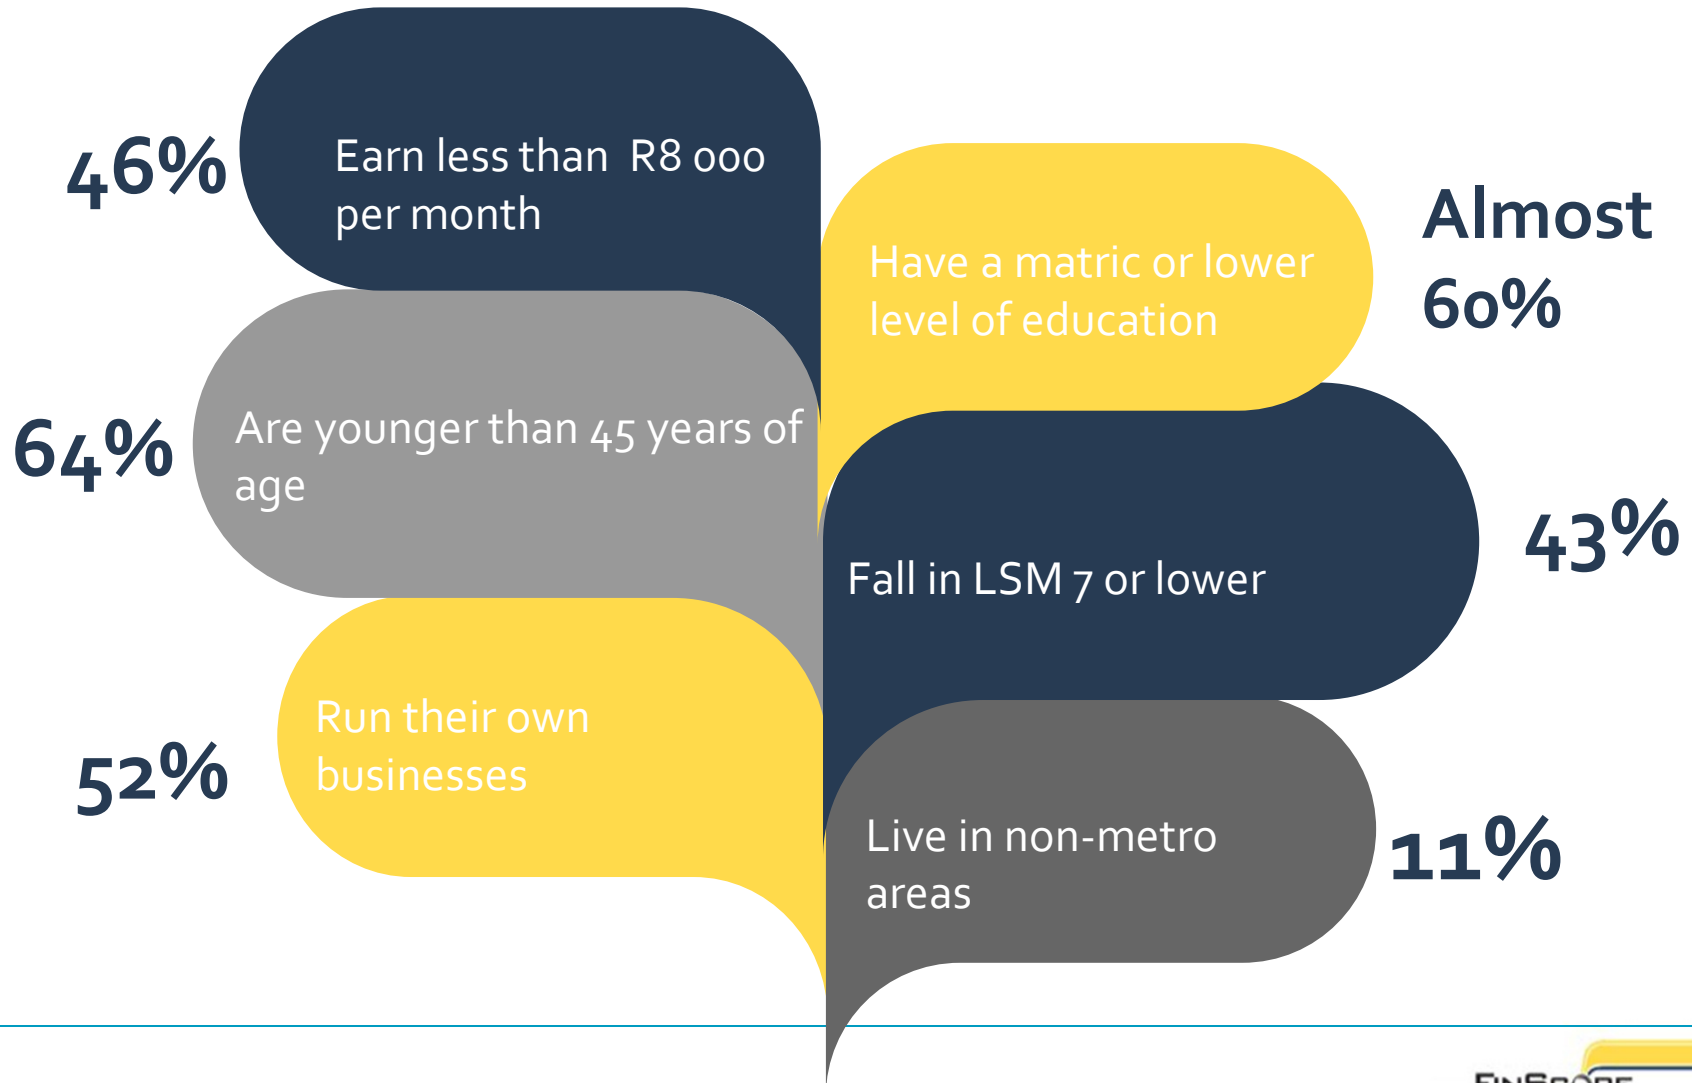 46%
Earn less than R8 000
per month
Almost
60%
Have a matric or lower
level of education
64%
Are younger than 45 years of
age
43%
Fall in LSM 7 or lower
52%
Run their own
businesses
11%
Live in non-metro
areas
FINSCOPE